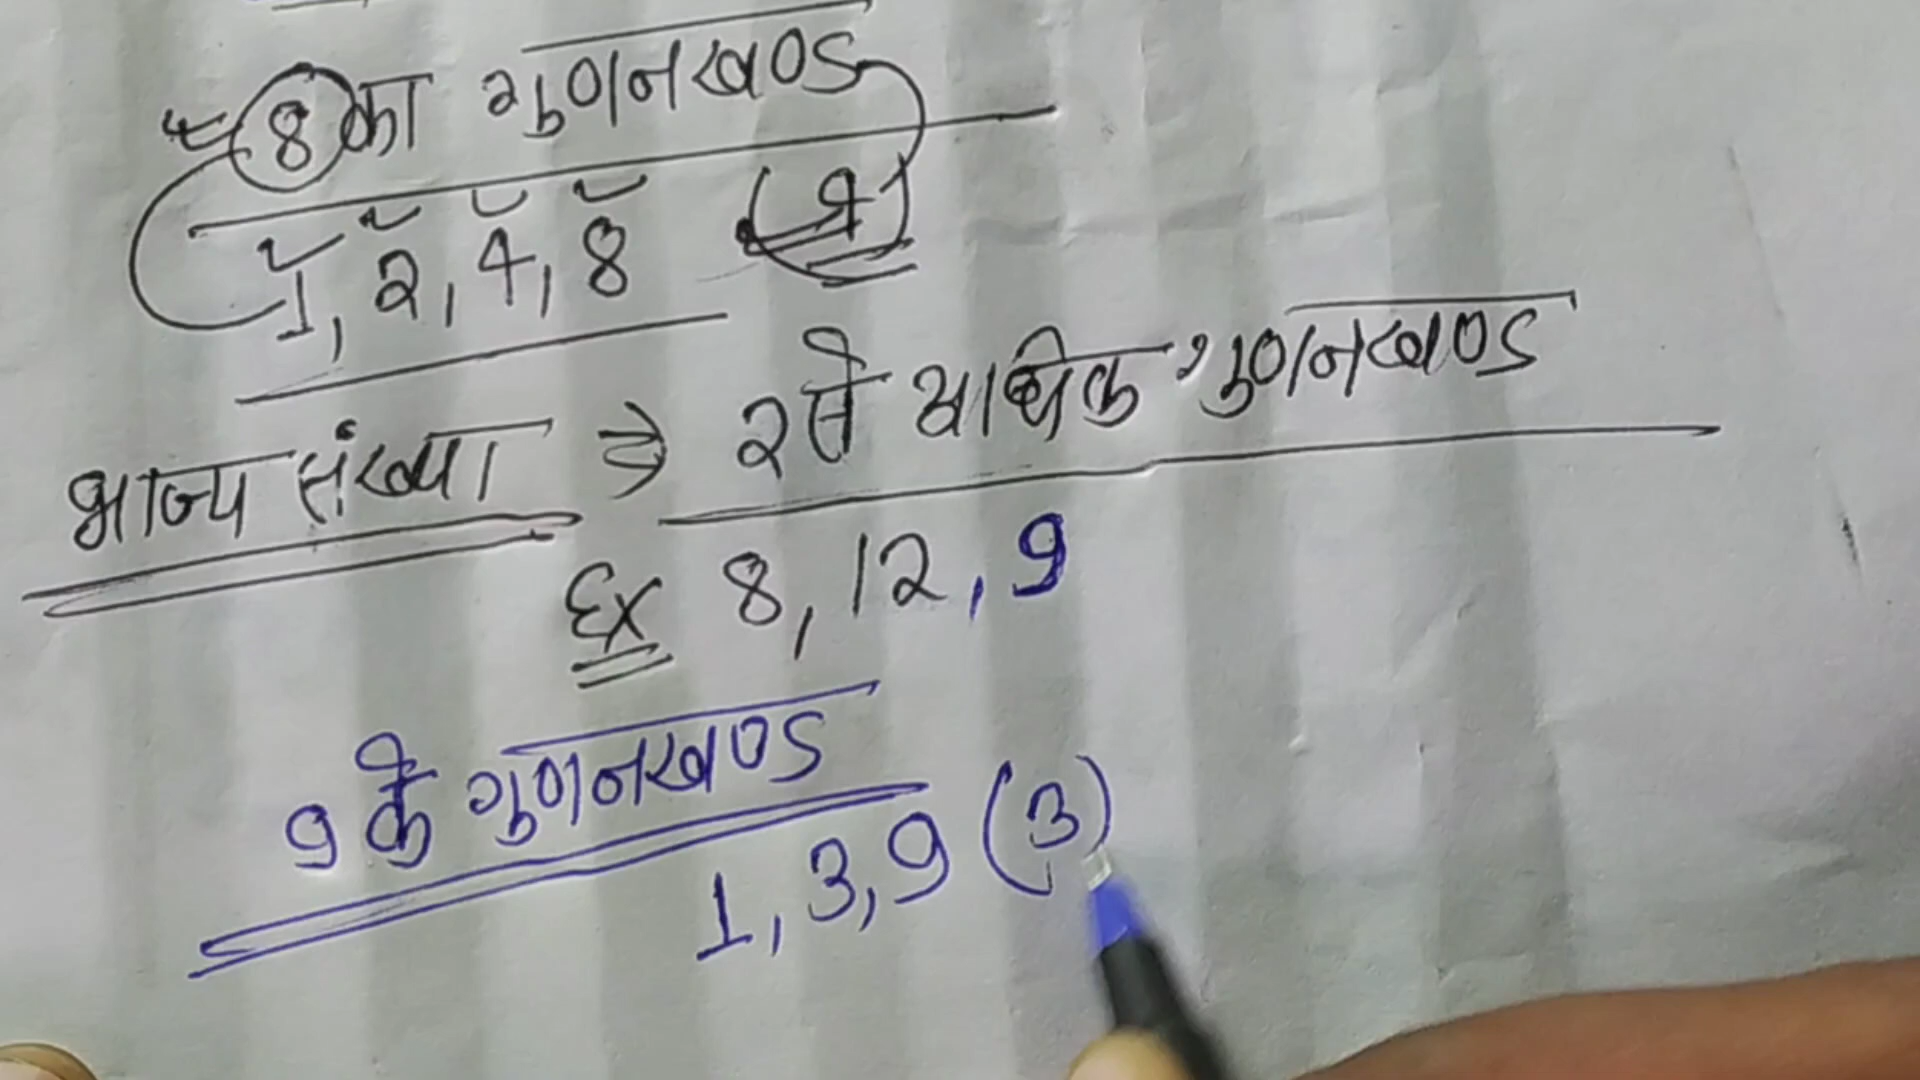 8 का गुणनखण्ड
1, 2, 4, 8 (4)
भाज्य संख्या ⇒ 2 से अधिक गुणनखण्ड
Ex 8, 12, 9
9 के गुणनखण्ड
1, 3, 9 (3)